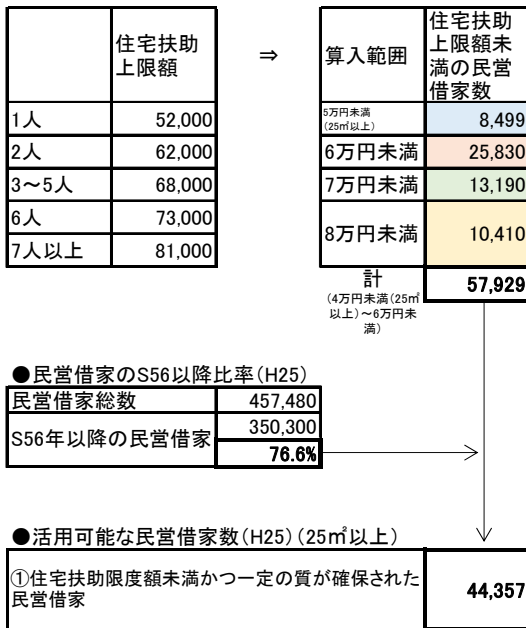 住宅扶助
上限額
⇒
算入範囲
住宅扶助
上限額未
満の民営
借家数
1人 52,000
2人 62,000
3～5人 68,000
6人 73,000
7人以上 81,000
5万円未満
(25㎡以上)
8,499
6万円未満 25,830
7万円未満 13,190
8万円未満 10,410
計 57,929
(4万円未満(25㎡
以上)～6万円未
満)
●民営借家のS56以降比率(H25)
民営借家総数 457,480
S56年以降の民営借家 350,300
76.6%
●活用可能な民営借家数(H25)(25㎡以上)
①住宅扶助限度額未満かつ一定の質が確保された
民営借家
44,357